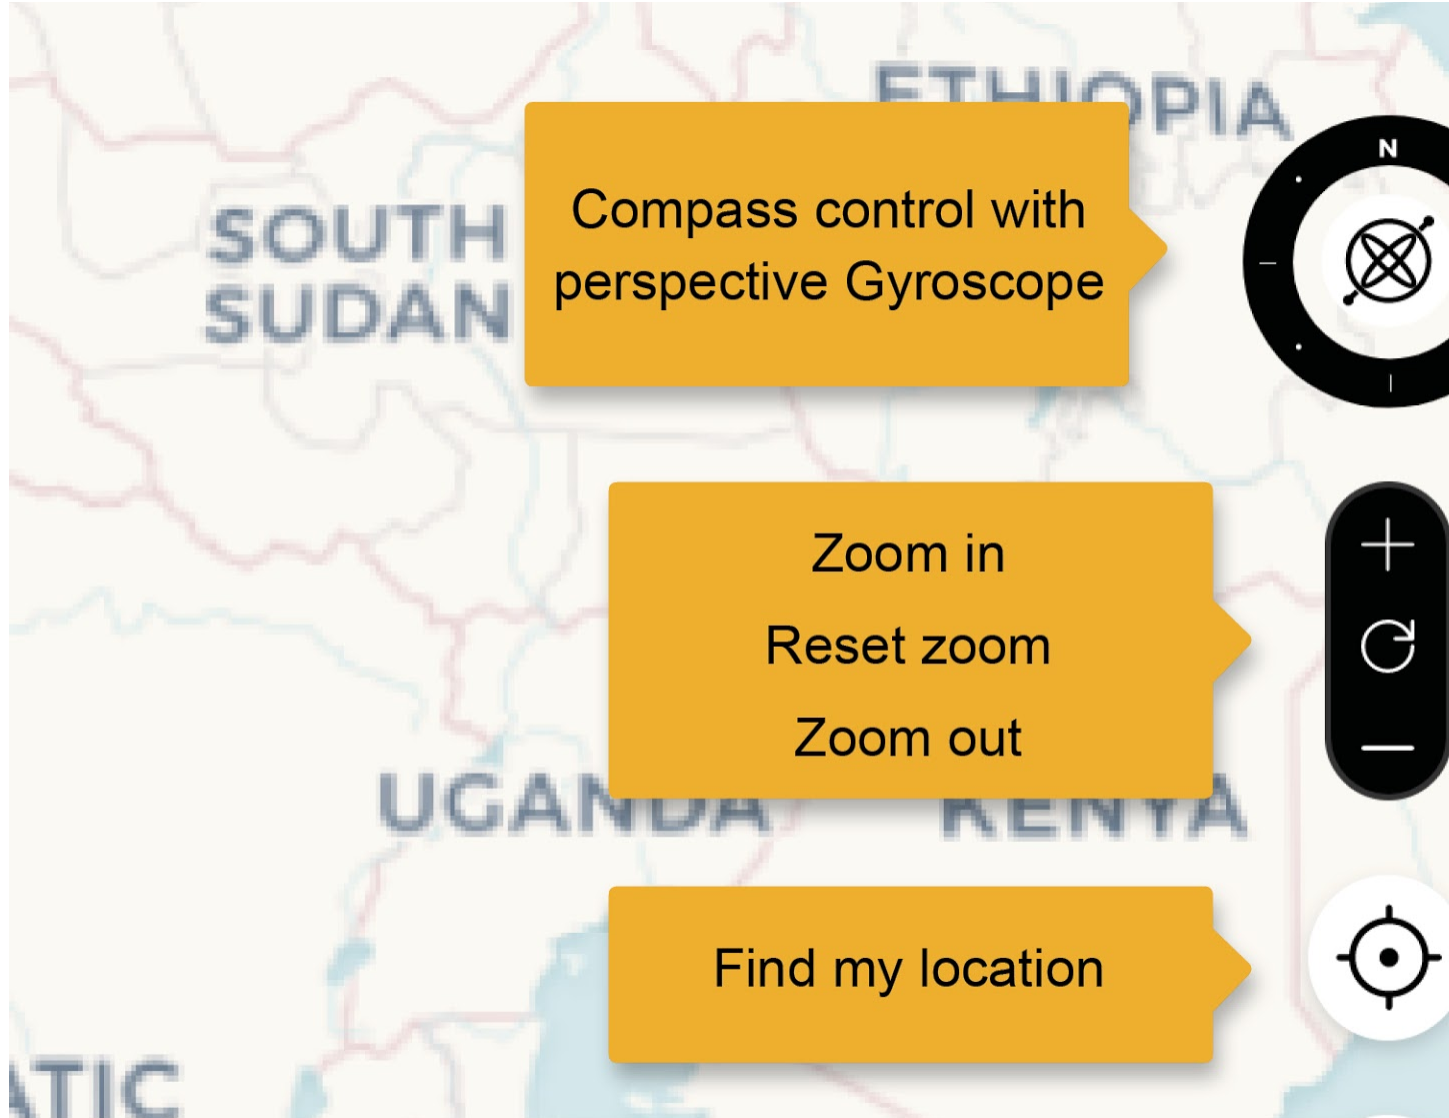 ETHIOPIA
N
Compass control with
perspective Gyroscope
SOUTH
SUDAN
Zoom in
Reset zoom
Zoom out
UGANDA
KENYA
Find my location
ATIC